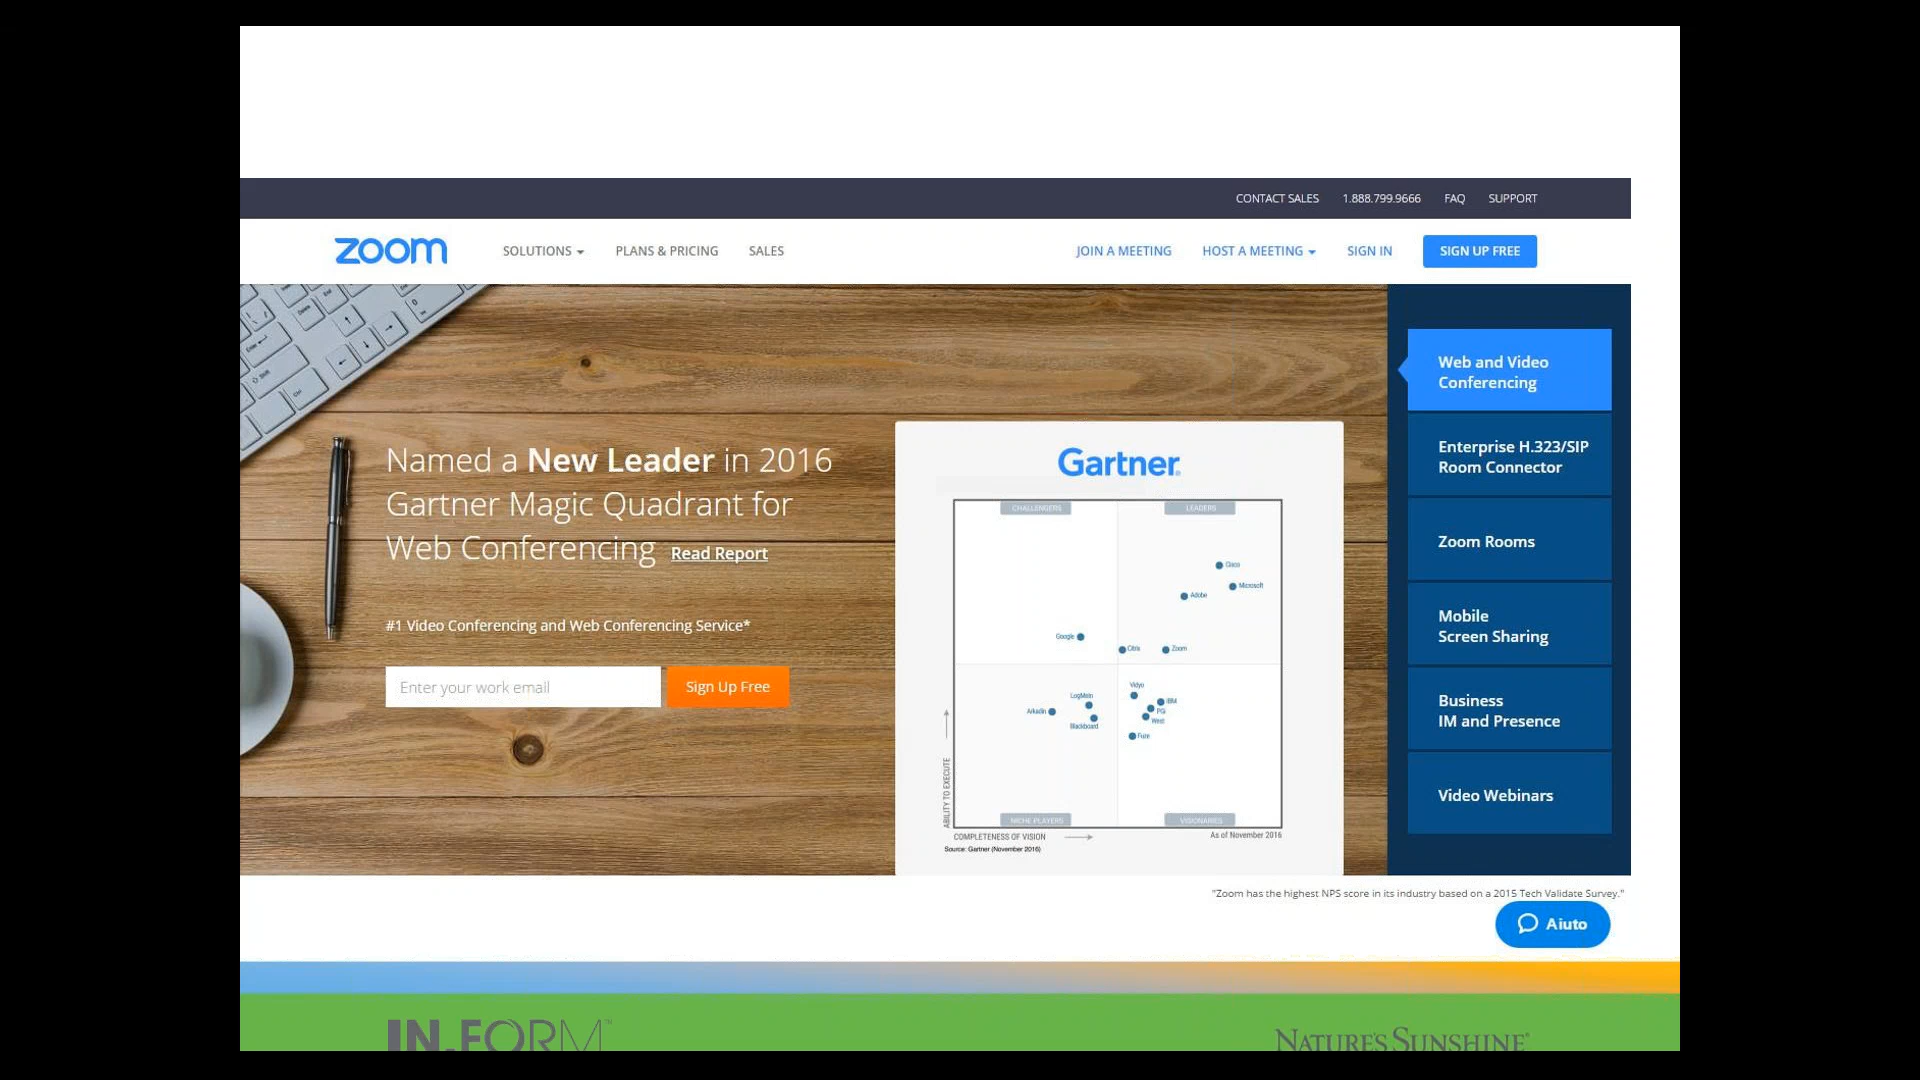 CONTACT SALES 1.888.799.9666 FAQ SUPPORT
zoom SOLUTIONS PLANS & PRICING SALES JOIN A MEETING HOST A MEETING SIGN IN SIGN UP FREE
Named a New Leader in 2016
Gartner Magic Quadrant for
Web Conferencing Read Report
#1 Video Conferencing and Web Conferencing Service*
Enter your work email Sign Up Free
Gartner
CHALLENGERS LEADERS
Cisco
Microsoft
Adobe
Google
Citrix Zoom
Vidyo
LogMeIn
IBM
Arkadin PGi
West
Blackboard
Fuze
ABILITY TO EXECUTE
NICHE PLAYERS VISIONARIES
COMPLETENESS OF VISION As of November 2016
Source: Gartner (November 2016)
Web and Video
Conferencing
Enterprise H.323/SIP
Room Connector
Zoom Rooms
Mobile
Screen Sharing
Business
IM and Presence
Video Webinars
"Zoom has the highest NPS score in its industry based on a 2015 Tech Validate Survey."
Aiuto
IN.FORM™ NATURE'S SUNSHINE®